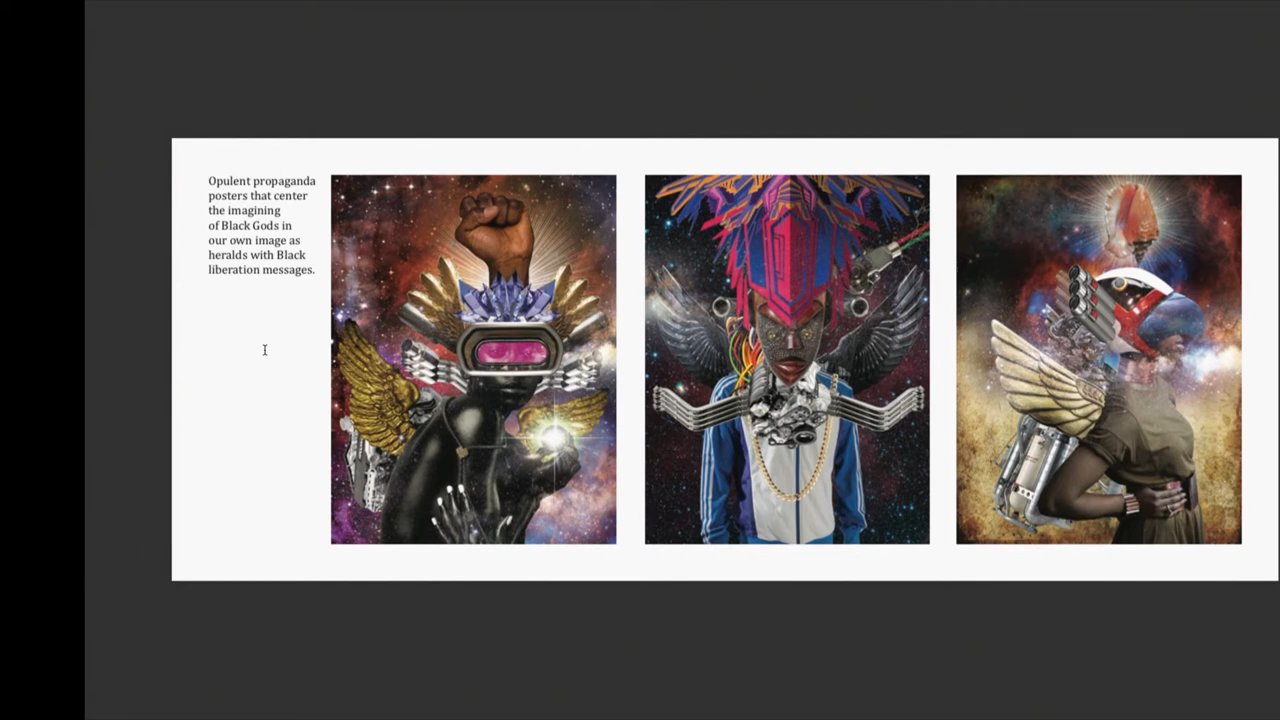 Opulent propaganda
posters that center
the imagining
of Black Gods in
our own image as
heralds with Black
liberation messages.